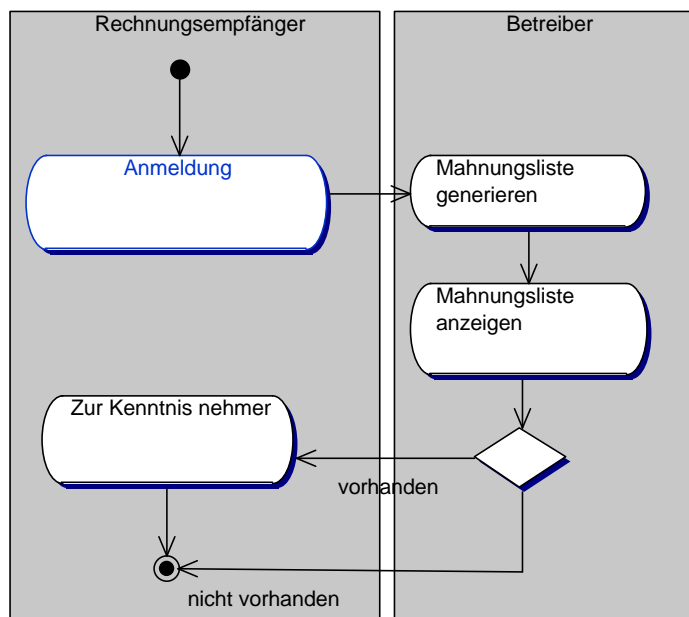 Rechnungsempfänger
Betreiber
Anmeldung
Mahnungsliste
generieren
Mahnungsliste
anzeigen
Zur Kenntnis nehmer
vorhanden
nicht vorhanden